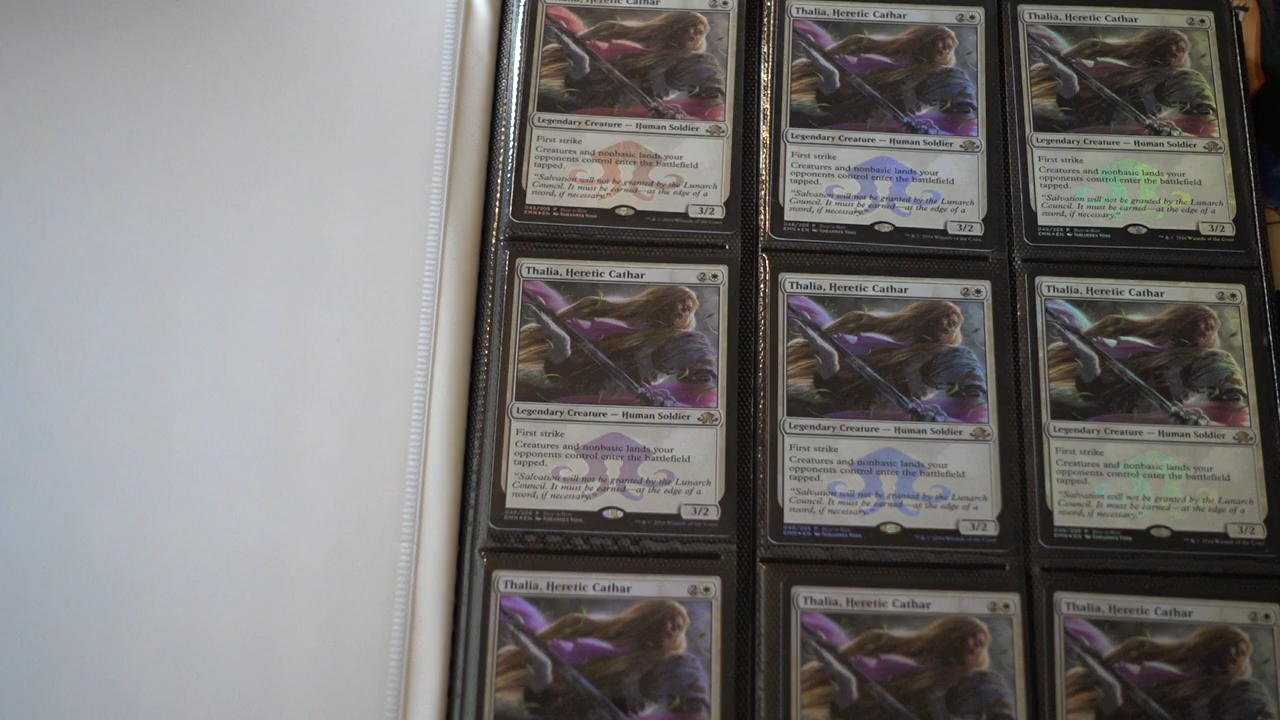 Thalia, Heretic Cathar 2
Legendary Creature — Human Soldier
First strike
Creatures and nonbasic lands your
opponents control enter the battlefield
tapped.
"Salvation will not be granted by the Lunarch
Council. It must be earned—at the edge of a
sword, if necessary."
3/2
Thalia, Heretic Cathar 2
Legendary Creature — Human Soldier
First strike
Creatures and nonbasic lands your
opponents control enter the battlefield
tapped.
"Salvation will not be granted by the Lunarch
Council. It must be earned—at the edge of a
sword, if necessary."
3/2
Thalia, Heretic Cathar 2
Legendary Creature — Human Soldier
First strike
Creatures and nonbasic lands your
opponents control enter the battlefield
tapped.
"Salvation will not be granted by the Lunarch
Council. It must be earned—at the edge of a
sword, if necessary."
3/2
Thalia, Heretic Cathar 2
Legendary Creature — Human Soldier
First strike
Creatures and nonbasic lands your
opponents control enter the battlefield
tapped.
"Salvation will not be granted by the Lunarch
Council. It must be earned—at the edge of a
sword, if necessary."
3/2
Thalia, Heretic Cathar 2
Legendary Creature — Human Soldier
First strike
Creatures and nonbasic lands your
opponents control enter the battlefield
tapped.
"Salvation will not be granted by the Lunarch
Council. It must be earned—at the edge of a
sword, if necessary."
3/2
Thalia, Heretic Cathar 2
Legendary Creature — Human Soldier
First strike
Creatures and nonbasic lands your
opponents control enter the battlefield
tapped.
"Salvation will not be granted by the Lunarch
Council. It must be earned—at the edge of a
sword, if necessary."
3/2
Thalia, Heretic Cathar 2
Thalia, Heretic Cathar 2
Thalia, Heretic Cathar 2